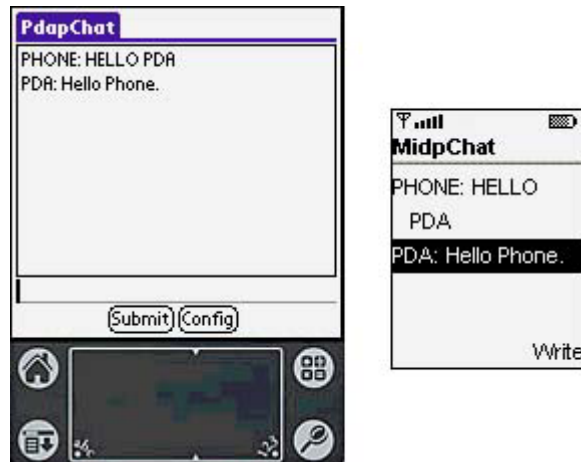 PdapChat
PHONE: HELLO PDA
PDA: Hello Phone.
Submit Config
MidpChat
PHONE: HELLO
PDA
PDA: Hello Phone.
Write